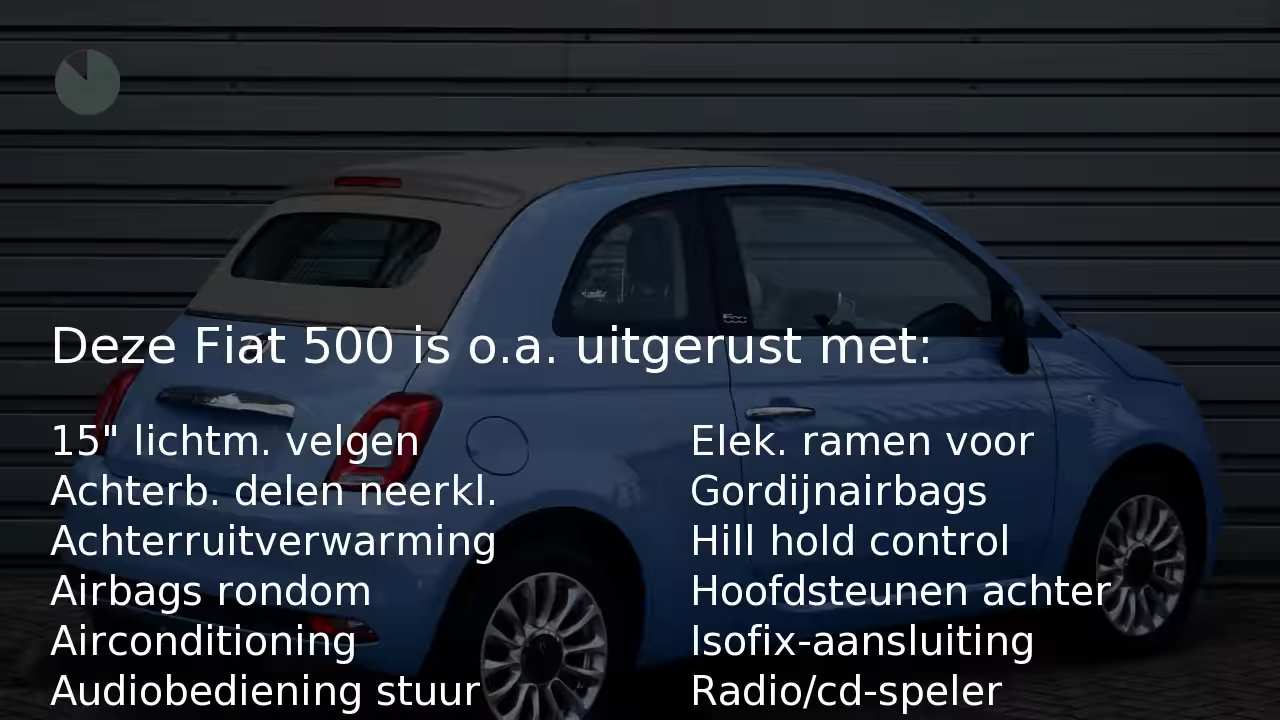 Deze Fiat 500 is o.a. uitgerust met:
15" lichtm. velgen
Achterb. delen neerkl.
Achterruitverwarming
Airbags rondom
Airconditioning
Audiobediening stuur
Elek. ramen voor
Gordijnairbags
Hill hold control
Hoofdsteunen achter
Isofix-aansluiting
Radio/cd-speler
500